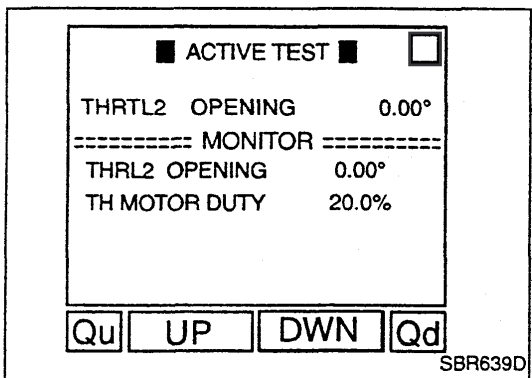 ■ ACTIVE TEST ■
THRTL2 OPENING 0.00°
========== MONITOR ==========
THRL2 OPENING 0.00°
TH MOTOR DUTY 20.0%
Qu UP DWN Qd
SBR639D